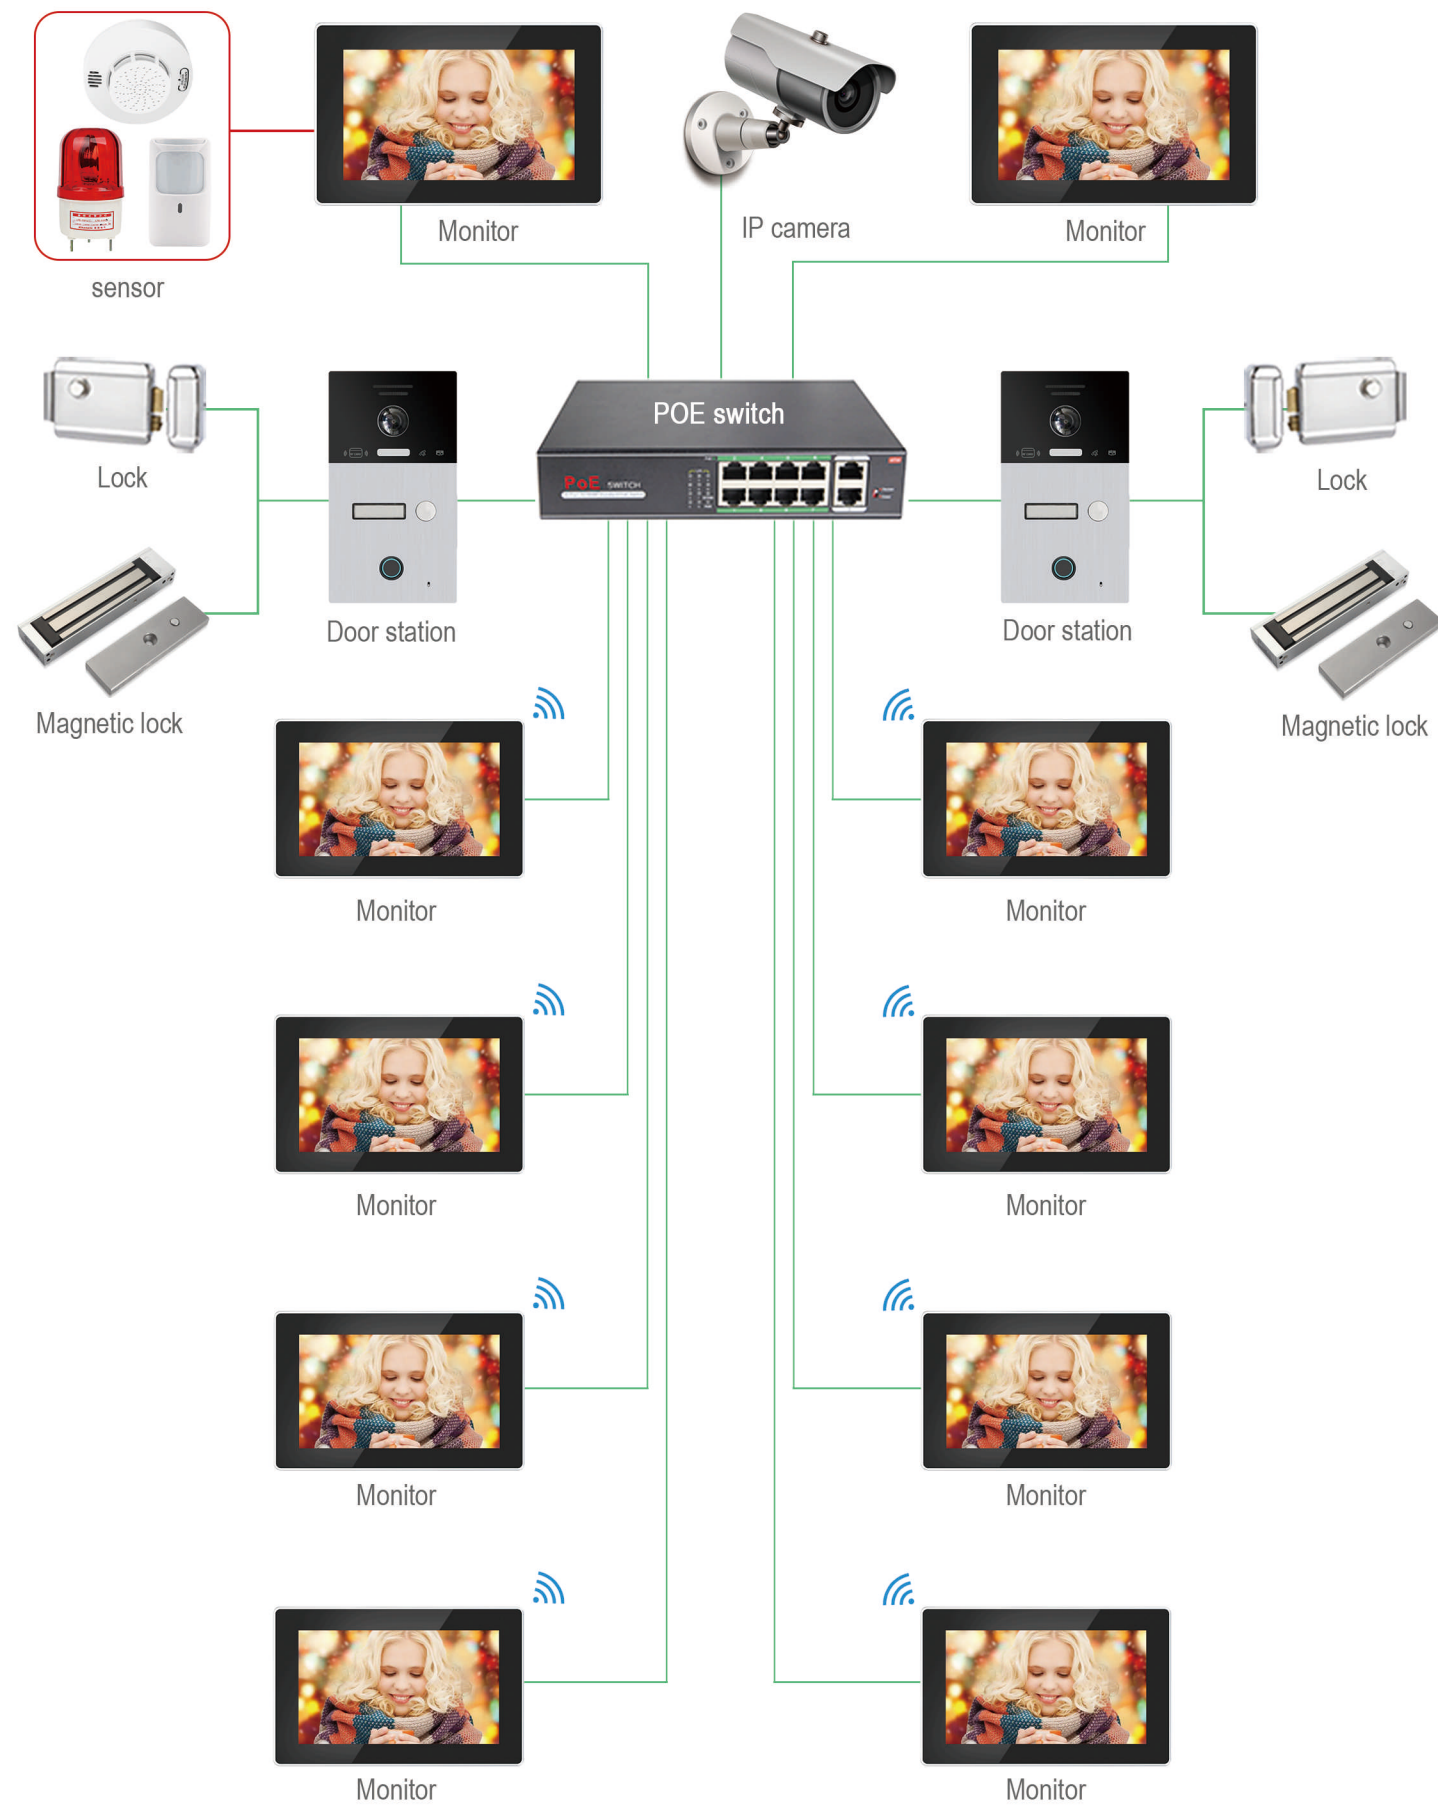 Monitor
IP camera
Monitor
sensor
POE switch
Lock
Lock
PoE SWITCH
Door station
Door station
Magnetic lock
Magnetic lock
Monitor
Monitor
Monitor
Monitor
Monitor
Monitor
Monitor
Monitor